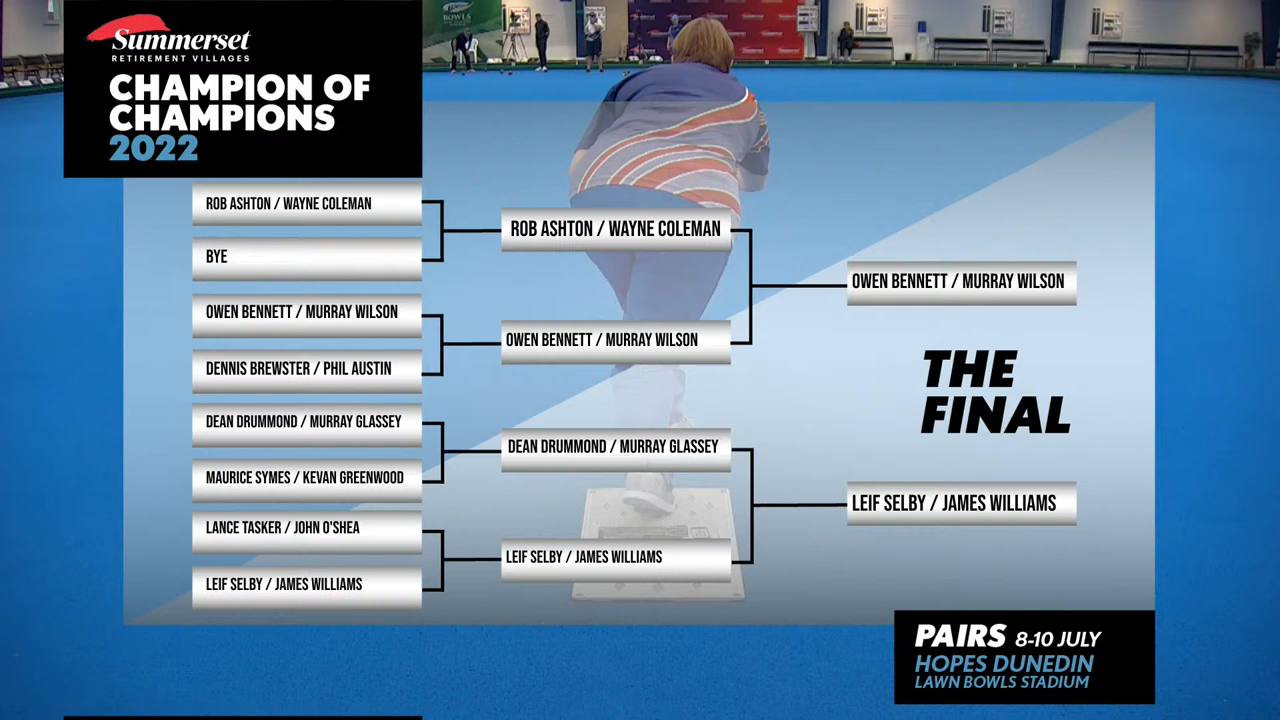 Summerset
RETIREMENT VILLAGES
CHAMPION OF
CHAMPIONS
2022
BOWLS
ROB ASHTON / WAYNE COLEMAN
BYE
OWEN BENNETT / MURRAY WILSON
DENNIS BREWSTER / PHIL AUSTIN
DEAN DRUMMOND / MURRAY GLASSEY
MAURICE SYMES / KEVAN GREENWOOD
LANCE TASKER / JOHN O'SHEA
LEIF SELBY / JAMES WILLIAMS
ROB ASHTON / WAYNE COLEMAN
OWEN BENNETT / MURRAY WILSON
DEAN DRUMMOND / MURRAY GLASSEY
LEIF SELBY / JAMES WILLIAMS
OWEN BENNETT / MURRAY WILSON
THE
FINAL
LEIF SELBY / JAMES WILLIAMS
PAIRS 8-10 JULY
HOPES DUNEDIN
LAWN BOWLS STADIUM